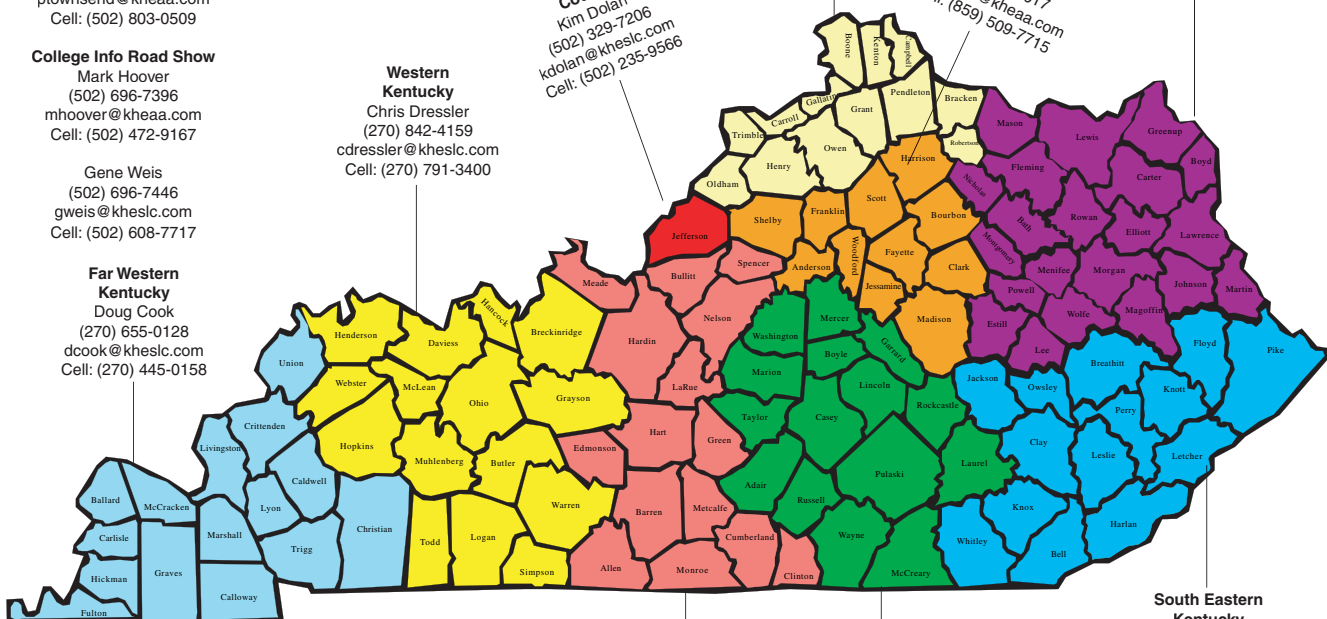 ptownsend@kheaa.com
Cell: (502) 803-0509
College Info Road Show
Mark Hoover
(502) 696-7396
mhoover@kheaa.com
Cell: (502) 472-9167
Gene Weis
(502) 696-7446
gweis@kheslc.com
Cell: (502) 608-7717
Far Western
Kentucky
Doug Cook
(270) 655-0128
dcook@kheslc.com
Cell: (270) 445-0158
Western
Kentucky
Chris Dressler
(270) 842-4159
cdressler@kheslc.com
Cell: (270) 791-3400
Kim Dolan
(502) 329-7206
kdolan@kheslc.com
Cell: (502) 235-9566
@kheaa.com
(859) 509-7715
Boone
Kenton
Campbell
Gallatin
Grant
Pendleton
Bracken
Carroll
Trimble
Owen
Robertson
Henry
Oldham
Mason
Lewis
Greenup
Boyd
Fleming
Carter
Nicholas
Rowan
Bath
Elliott
Lawrence
Montgomery
Menifee
Morgan
Johnson
Martin
Powell
Wolfe
Magoffin
Estill
Lee
Harrison
Scott
Bourbon
Shelby
Franklin
Woodford
Fayette
Clark
Anderson
Jessamine
Madison
Jefferson
Meade
Bullitt
Spencer
Nelson
Hardin
LaRue
Hart
Green
Edmonson
Barren
Metcalfe
Cumberland
Allen
Monroe
Clinton
Washington
Mercer
Garrard
Marion
Boyle
Lincoln
Rockcastle
Taylor
Casey
Laurel
Pulaski
Adair
Russell
Wayne
McCreary
Floyd
Pike
Breathitt
Jackson
Owsley
Knott
Perry
Clay
Leslie
Letcher
Knox
Harlan
Whitley
Bell
Hancock
Henderson
Daviess
Breckinridge
Webster
McLean
Ohio
Grayson
Hopkins
Muhlenberg
Butler
Warren
Todd
Logan
Simpson
Union
Crittenden
Livingston
Caldwell
Lyon
Ballard
McCracken
Carlisle
Marshall
Christian
Trigg
Hickman
Graves
Calloway
Fulton
South Eastern
Kentucky